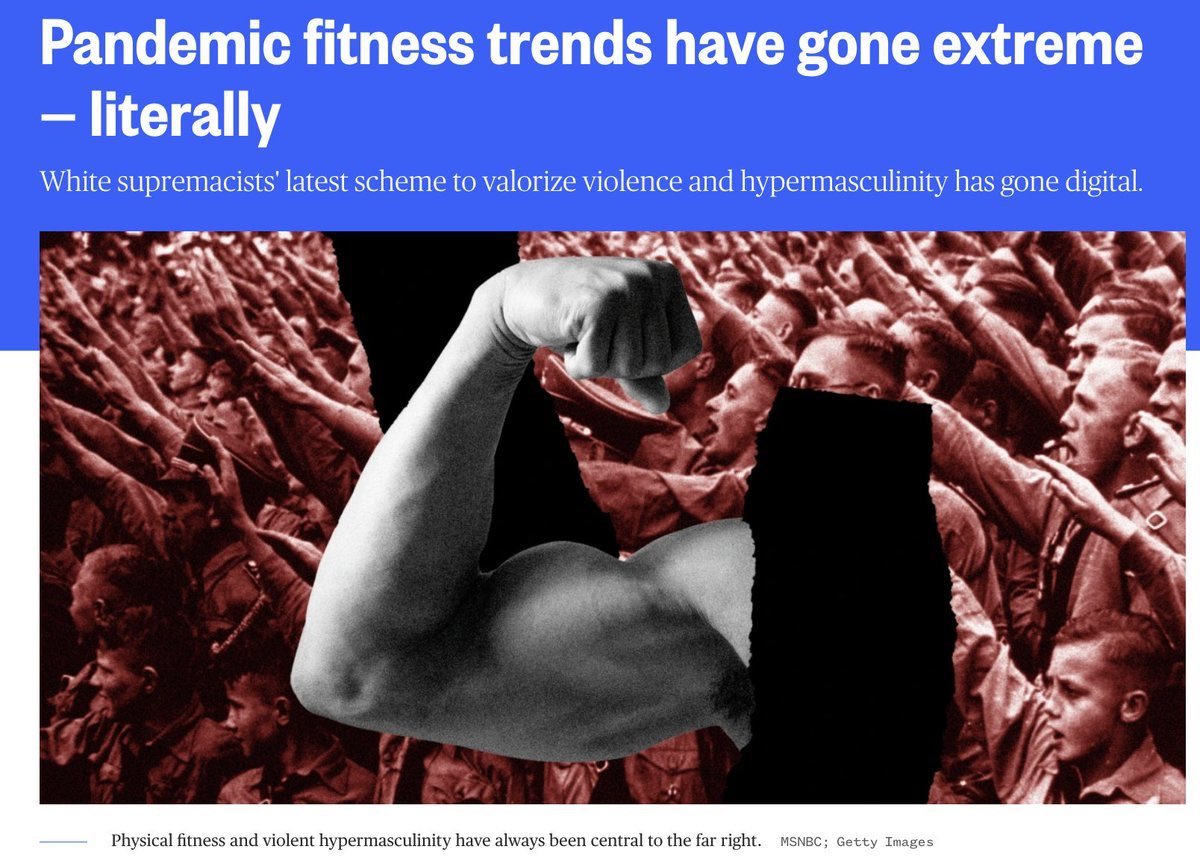 Pandemic fitness trends have gone extreme
– literally
White supremacists' latest scheme to valorize violence and hypermasculinity has gone digital.
Physical fitness and violent hypermasculinity have always been central to the far right. MSNBC; Getty Images